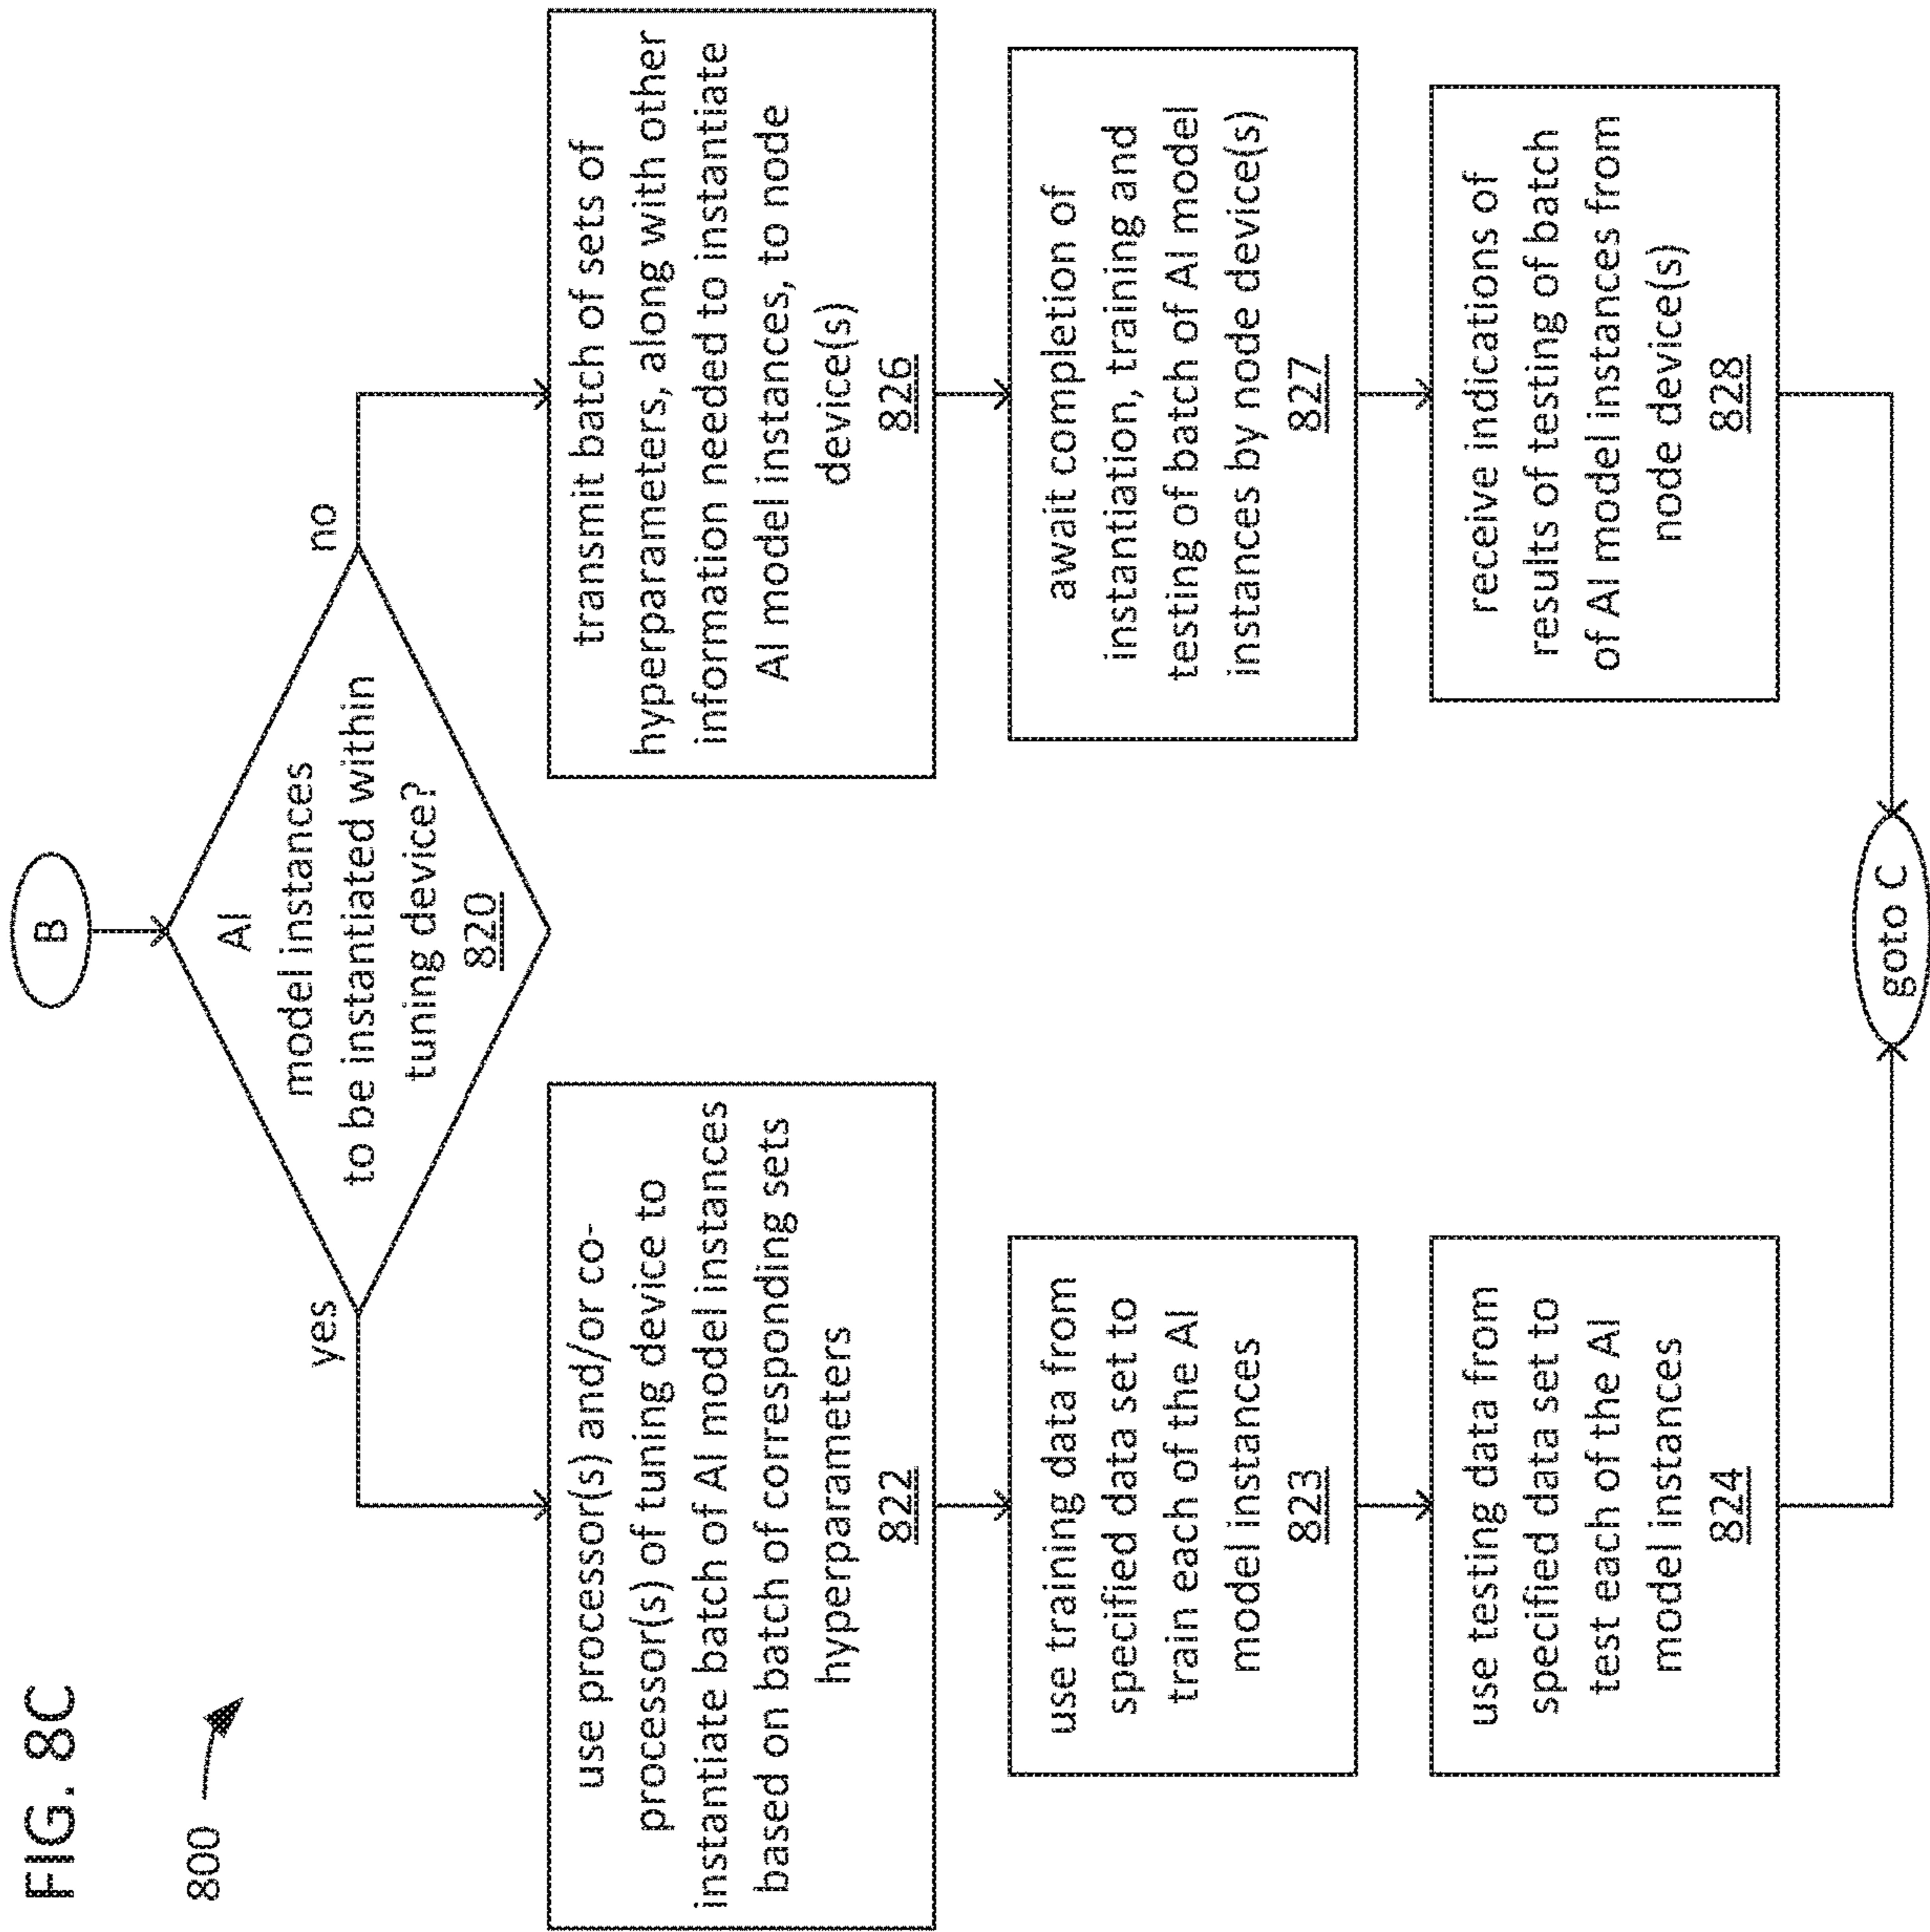 FIG. 8C
800
B
AI
model instances
to be instantiated within
tuning device?
820
yes
no
use processor(s) and/or co-
processor(s) of tuning device to
instantiate batch of AI model instances
based on batch of corresponding sets
hyperparameters
822
use training data from
specified data set to
train each of the AI
model instances
823
use testing data from
specified data set to
test each of the AI
model instances
824
transmit batch of sets of
hyperparameters, along with other
information needed to instantiate
AI model instances, to node
device(s)
826
await completion of
instantiation, training and
testing of batch of AI model
instances by node device(s)
827
receive indications of
results of testing of batch
of AI model instances from
node device(s)
828
goto C